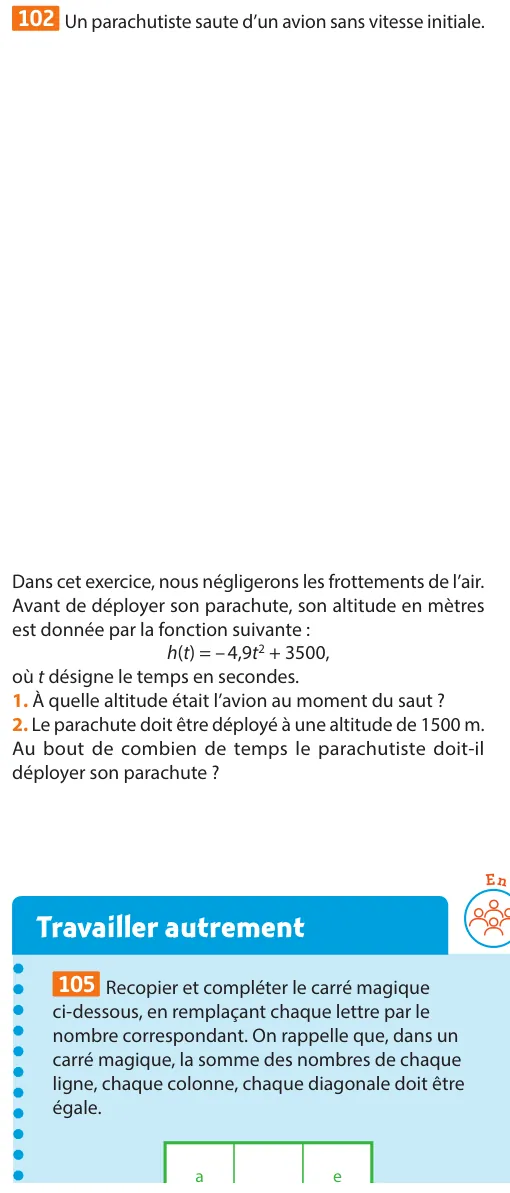 102 Un parachutiste saute d’un avion sans vitesse initiale.
Dans cet exercice, nous négligerons les frottements de l’air.
Avant de déployer son parachute, son altitude en mètres
est donnée par la fonction suivante :
h(t) = – 4,9t² + 3500,
où t désigne le temps en secondes.
1. À quelle altitude était l’avion au moment du saut ?
2. Le parachute doit être déployé à une altitude de 1500 m.
Au bout de combien de temps le parachutiste doit-il
déployer son parachute ?
En
Travailler autrement
105 Recopier et compléter le carré magique
ci-dessous, en remplaçant chaque lettre par le
nombre correspondant. On rappelle que, dans un
carré magique, la somme des nombres de chaque
ligne, chaque colonne, chaque diagonale doit être
égale.
a e